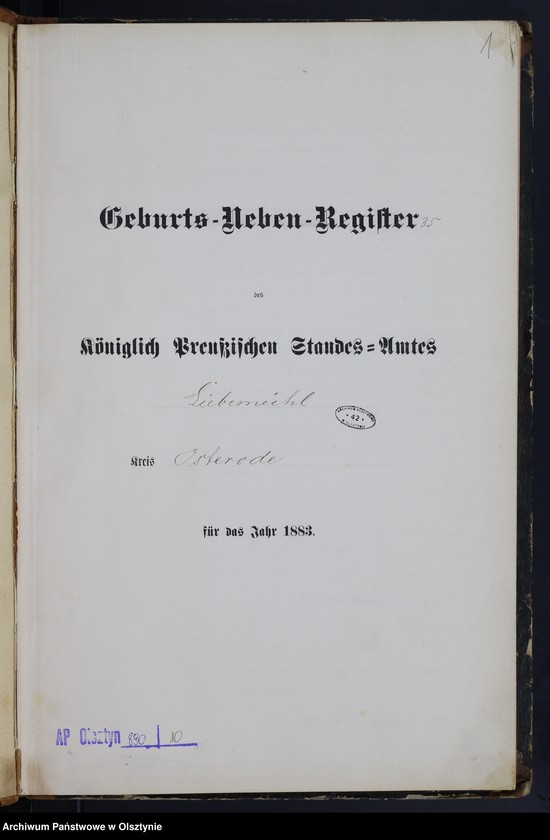 1
Geburts-Neben-Register 35
des
Königlich Preußischen Standes=Amtes
Liebemühl
42
Kreis Osterode
für das Jahr 1883.
AP Olsztyn 890 / 10
Archiwum Państwowe w Olsztynie